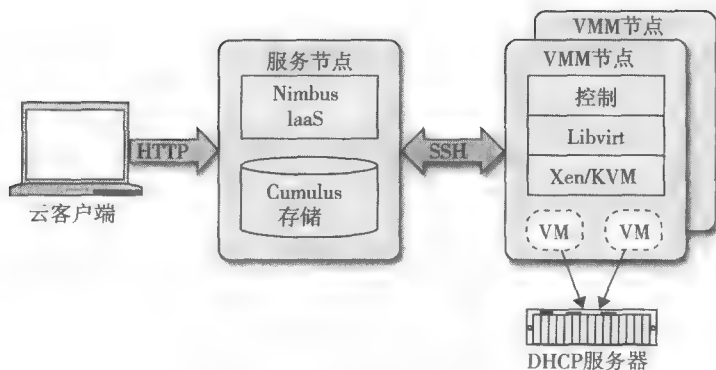 云客户端
HTTP
服务节点
Nimbus
IaaS
Cumulus
存储
SSH
VMM节点
VMM节点
控制
Libvirt
Xen/KVM
VM
VM
DHCP服务器